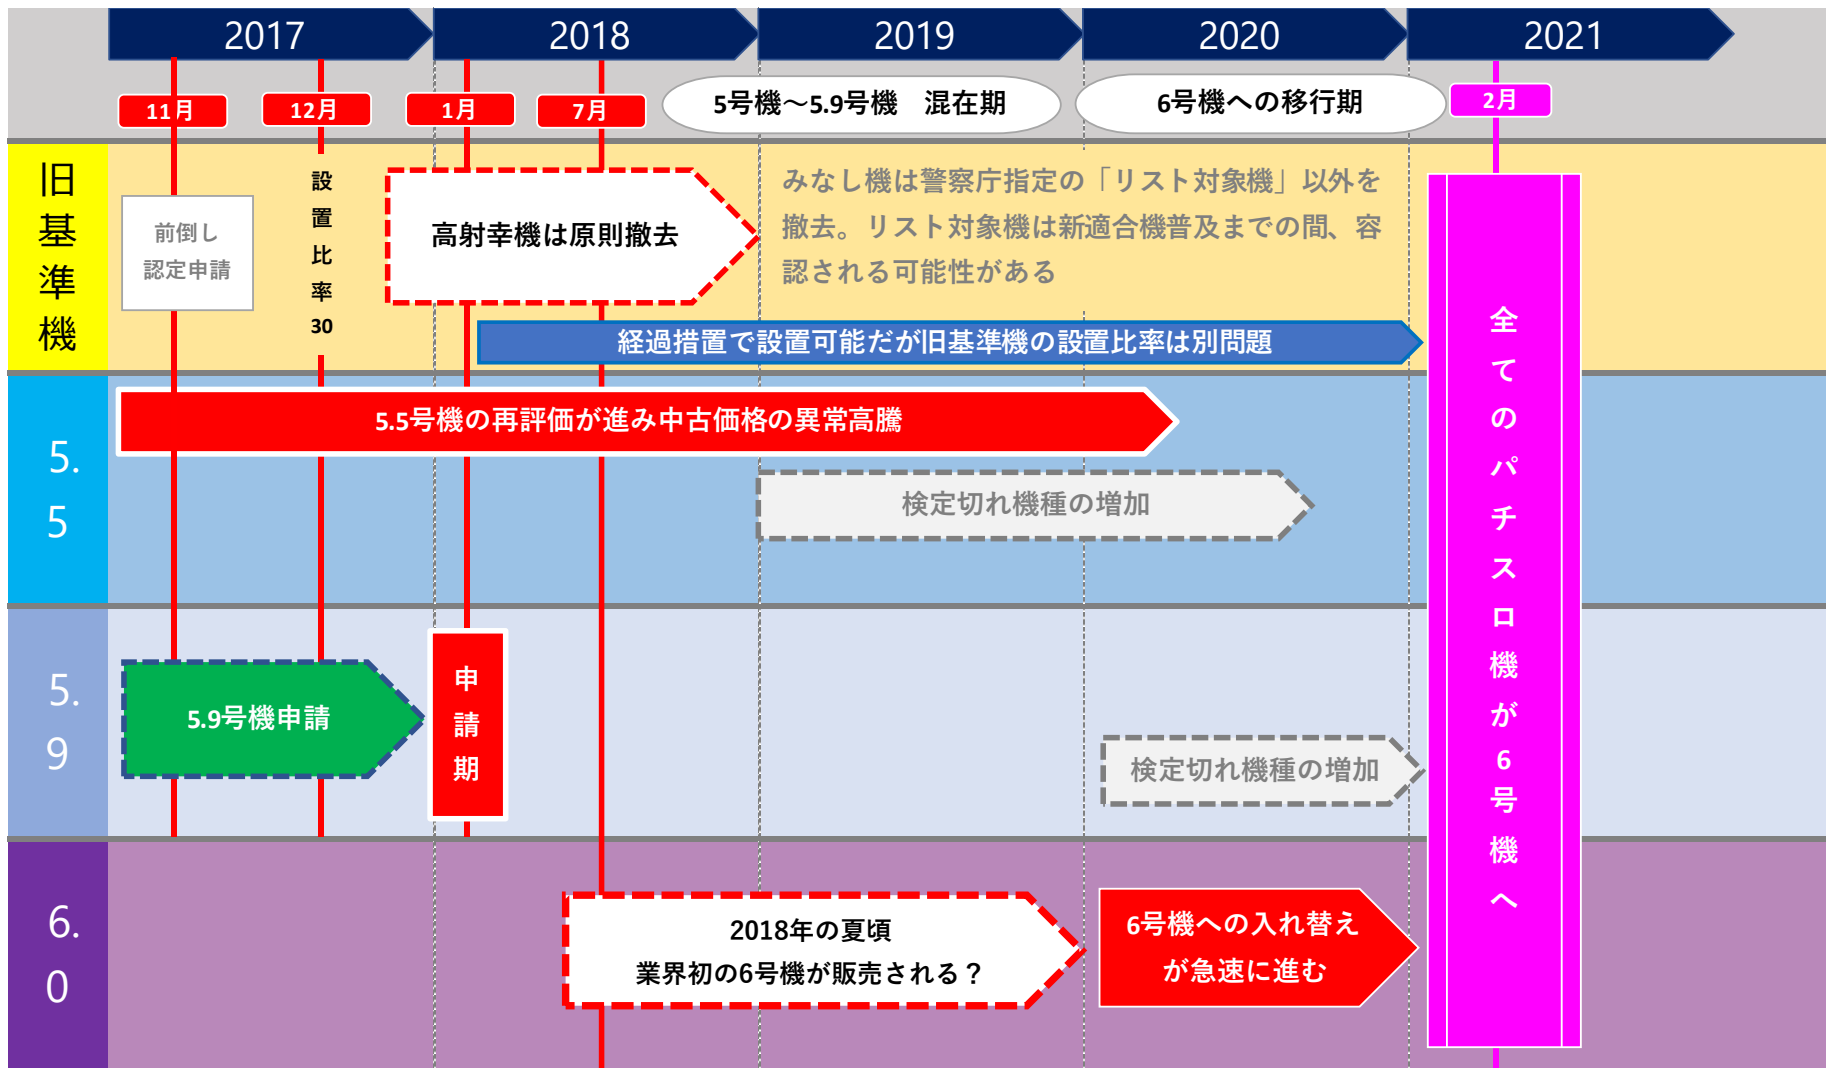 2017
2018
2019
2020
2021
11月
12月
1月
7月
5号機～5.9号機　混在期
6号機への移行期
2月
旧基準機
前倒し
認定申請
設置比率30
高射幸機は原則撤去
みなし機は警察庁指定の「リスト対象機」以外を
撤去。リスト対象機は新適合機普及までの間、容
認される可能性がある
経過措置で設置可能だが旧基準機の設置比率は別問題
全てのパチスロ機が6号機へ
5.
5
5.5号機の再評価が進み中古価格の異常高騰
検定切れ機種の増加
5.
9
5.9号機申請
申請期
検定切れ機種の増加
6.
0
2018年の夏頃
業界初の6号機が販売される？
6号機への入れ替え
が急速に進む